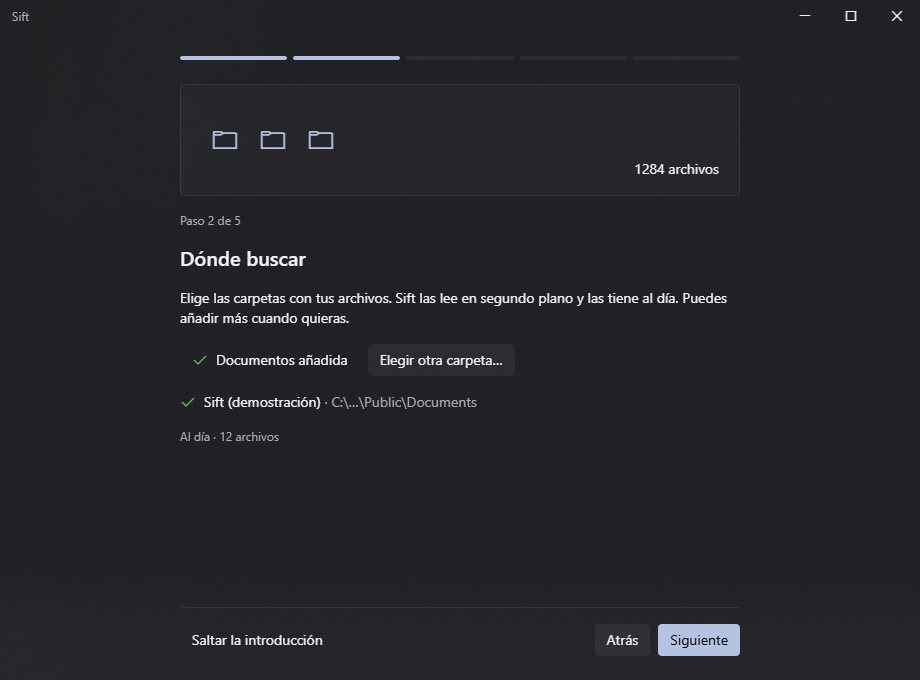 Sift
1284 archivos
Paso 2 de 5
Dónde buscar
Elige las carpetas con tus archivos. Sift las lee en segundo plano y las tiene al día. Puedes
añadir más cuando quieras.
Documentos añadida
Elegir otra carpeta...
Sift (demostración) · C:\...\Public\Documents
Al día · 12 archivos
Saltar la introducción
Atrás
Siguiente